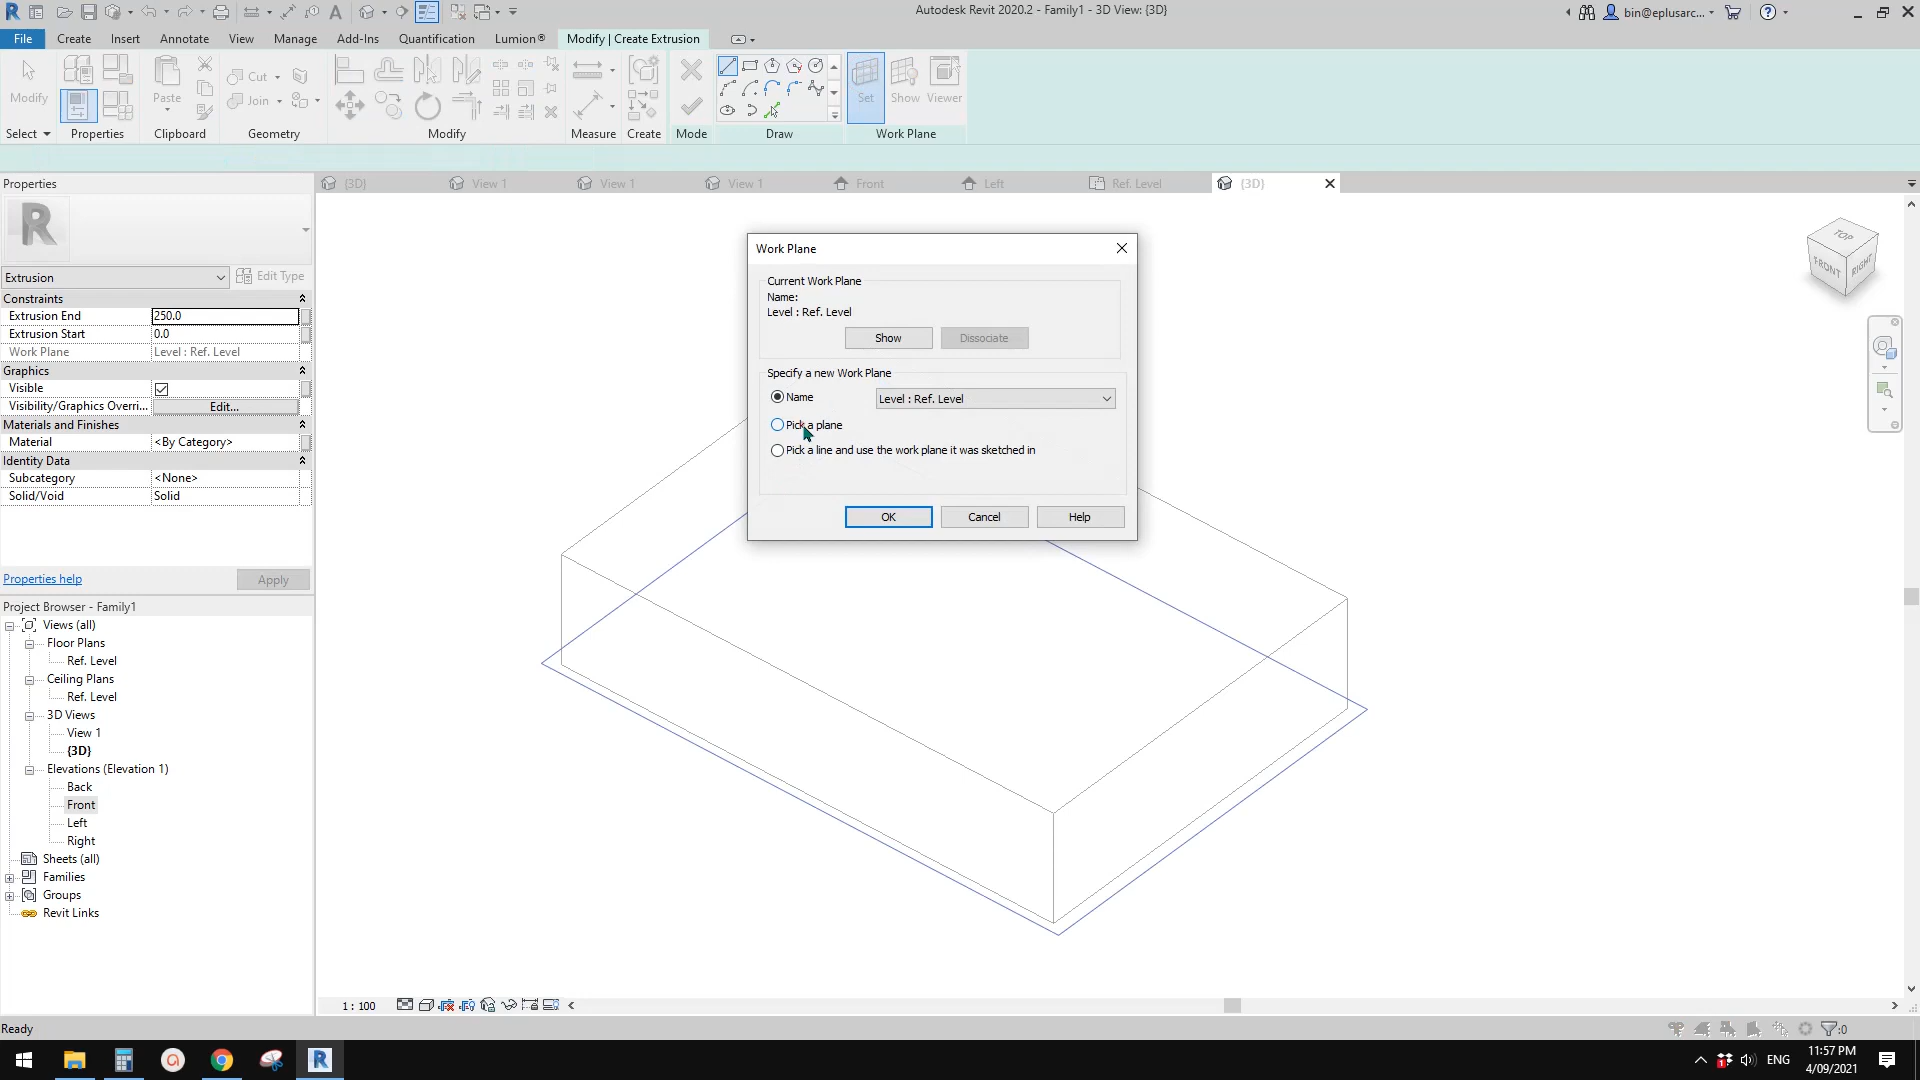 Autodesk Revit 2020.2 - Family1 - 3D View: {3D}
bin@eplusarc...
File Create Insert Annotate View Manage Add-Ins Quantification Lumion® Modify | Create Extrusion
Modify
Paste
Cut
Join
Set Show Viewer
Select Properties Clipboard Geometry Modify Measure Create Mode Draw Work Plane
Properties
{3D} View 1 View 1 View 1 Front Left Ref. Level {3D}
Extrusion Edit Type
Constraints
Extrusion End 250.0
Extrusion Start 0.0
Work Plane Level : Ref. Level
Graphics
Visible
Visibility/Graphics Overri... Edit...
Materials and Finishes
Material <By Category>
Identity Data
Subcategory <None>
Solid/Void Solid
Properties help Apply
Project Browser - Family1
Views (all)
Floor Plans
Ref. Level
Ceiling Plans
Ref. Level
3D Views
View 1
{3D}
Elevations (Elevation 1)
Back
Front
Left
Right
Sheets (all)
Families
Groups
Revit Links
Work Plane
Current Work Plane
Name:
Level : Ref. Level
Show Dissociate
Specify a new Work Plane
Name Level : Ref. Level
Pick a plane
Pick a line and use the work plane it was sketched in
OK Cancel Help
TOP
FRONT RIGHT
1 : 100
Ready
:0
ENG
11:57 PM
4/09/2021